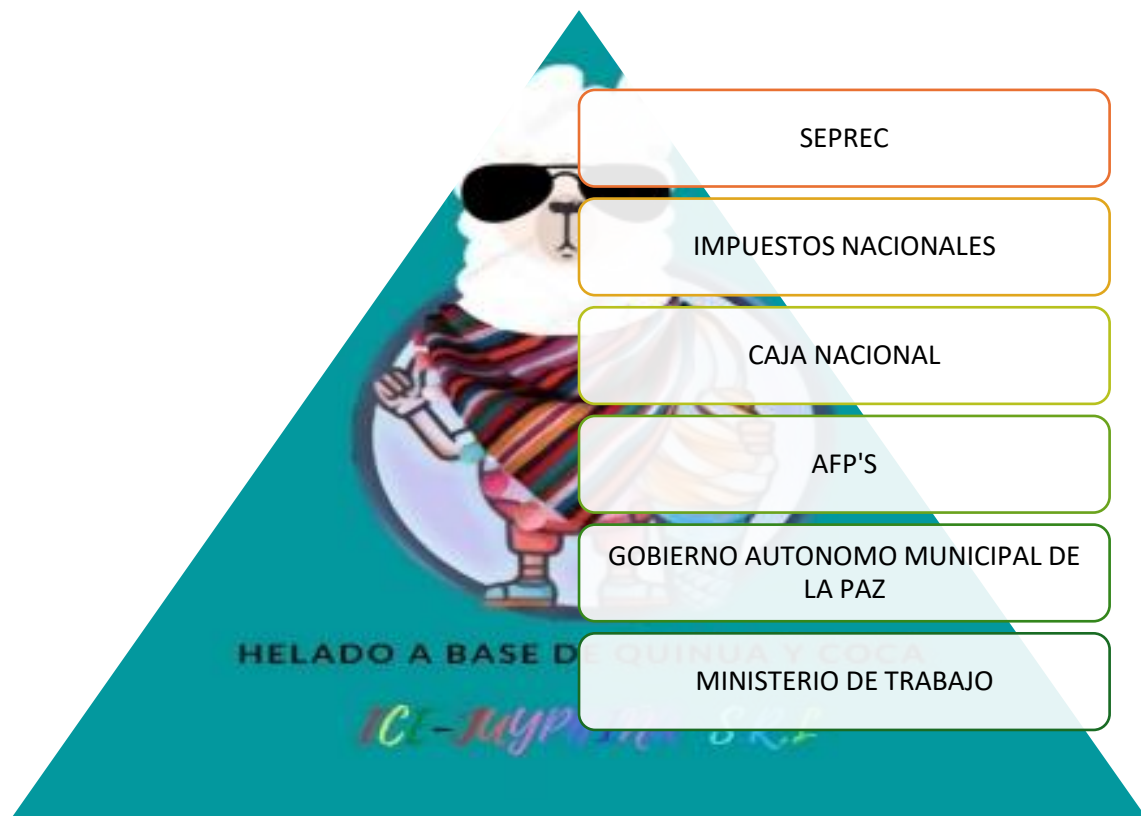 SEPREC
IMPUESTOS NACIONALES
CAJA NACIONAL
AFP'S
GOBIERNO AUTONOMO MUNICIPAL DE
LA PAZ
MINISTERIO DE TRABAJO
HELADO A BASE DE QUINUA Y COCA
S.R.L